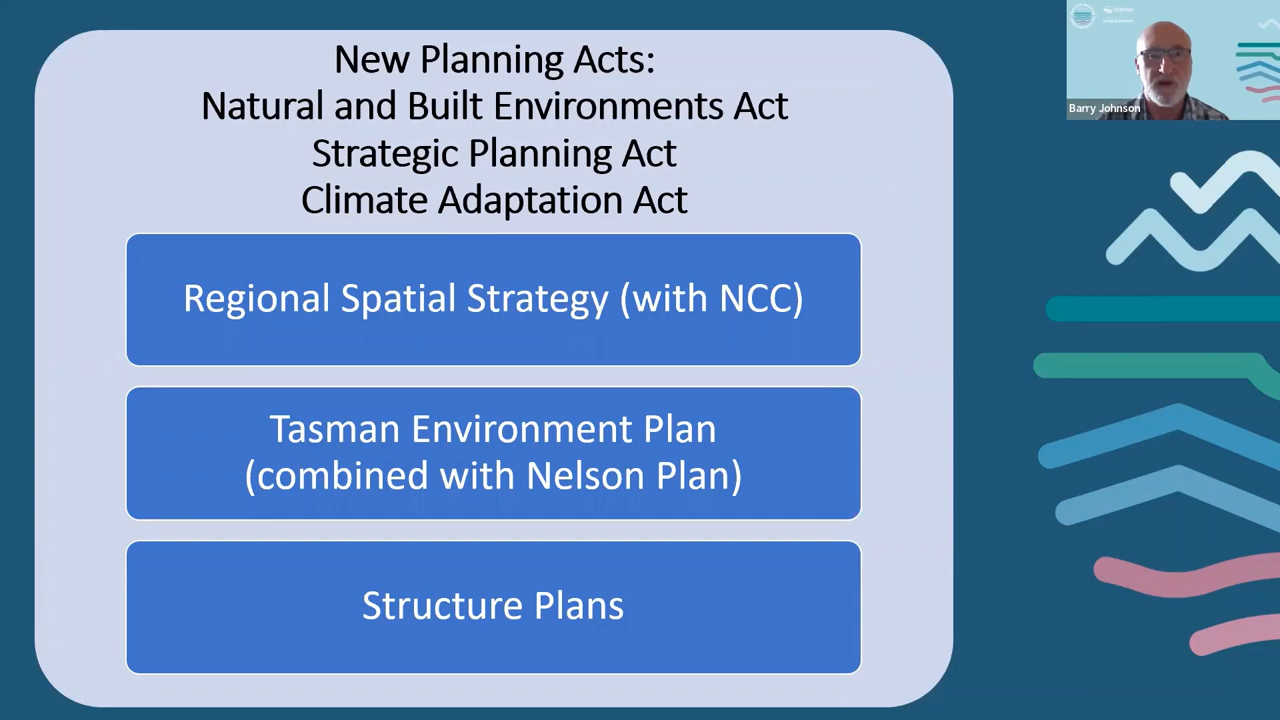 New Planning Acts:
Natural and Built Environments Act
Strategic Planning Act
Climate Adaptation Act
Regional Spatial Strategy (with NCC)
Tasman Environment Plan
(combined with Nelson Plan)
Structure Plans
Barry Johnson